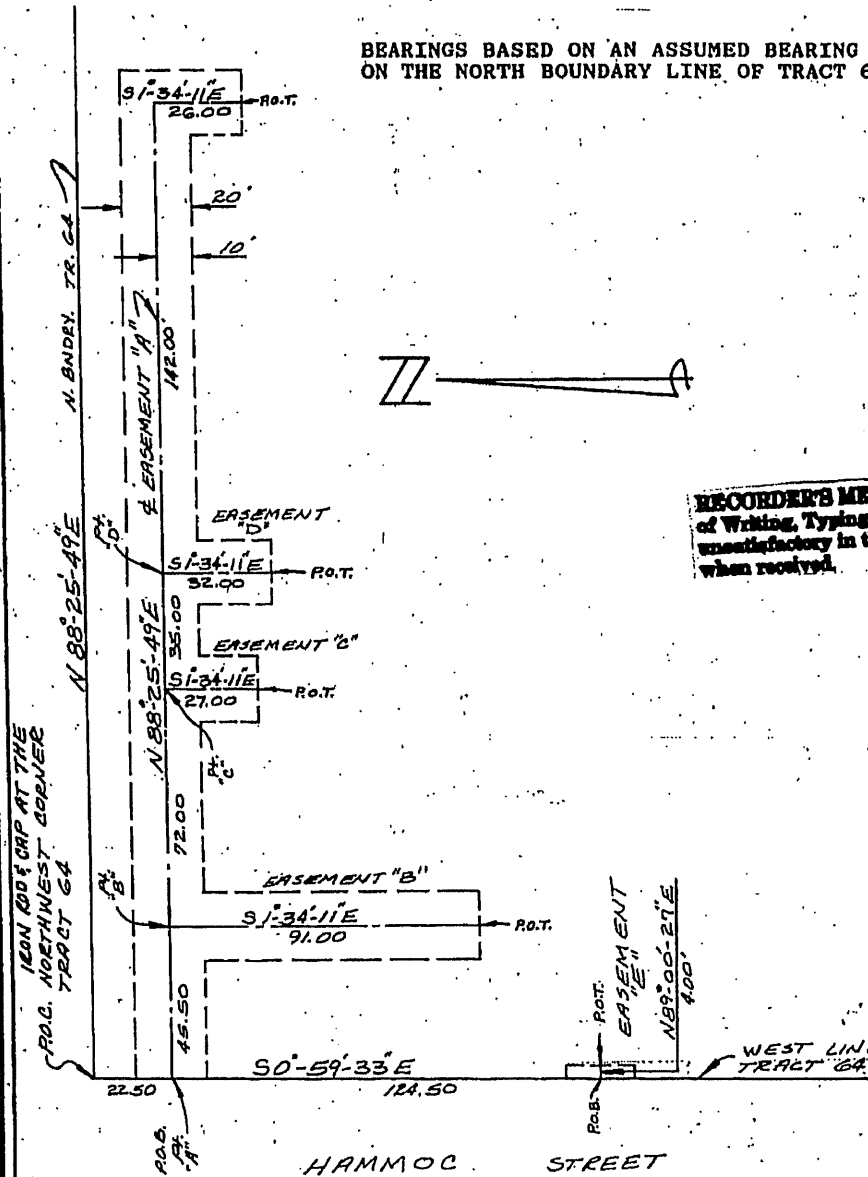 BEARINGS BASED ON AN ASSUMED BEARING
ON THE NORTH BOUNDARY LINE OF TRACT 6
S1°-34'-11"E
26.00
P.O.T.
20'
10'
N. BNDRY. TR. 64
℄ EASEMENT "A"
142.00'
N
RECORDER'S ME
of Writing, Typing
unsatisfactory in t
when received.
EASEMENT
"D"
Pt.
"D"
S1°-34'-11"E
32.00
P.O.T.
N 88°-25'-49"E
N 88°-25'-49"E
35.00
EASEMENT "C"
S1°-34'-11"E
27.00
P.O.T.
Pt.
"C"
72.00
IRON ROD & CAP AT THE
P.O.C. NORTHWEST CORNER
TRACT 64
Pt.
"B"
EASEMENT "B"
S1°-34'-11"E
91.00
P.O.T.
45.50
P.O.T.
EASEMENT
"E"
N89°-00'-27"E
4.00'
WEST LIN
TRACT 64
S0°-59'-33"E
22.50
124.50
P.O.B.
Pt.
"A"
P.O.B.
HAMMOC STREET